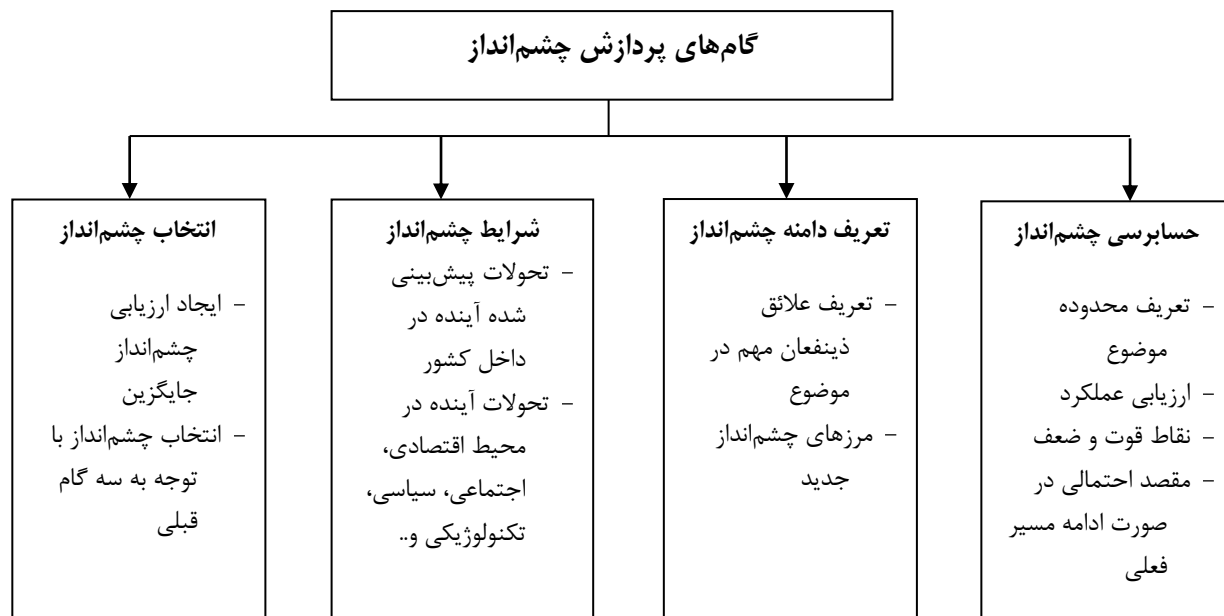 گام‌های پردازش چشم‌انداز
حسابرسی چشم‌انداز
- تعریف محدوده
موضوع
- ارزیابی عملکرد
- نقاط قوت و ضعف
- مقصد احتمالی در
صورت ادامه مسیر
فعلی
تعریف دامنه چشم‌انداز
- تعریف علائق
ذینفعان مهم در
موضوع
- مرزهای چشم‌انداز
جدید
شرایط چشم‌انداز
- تحولات پیش‌بینی
شده آینده در
داخل کشور
- تحولات آینده در
محیط اقتصادی،
اجتماعی، سیاسی،
تکنولوژیکی و..
انتخاب چشم‌انداز
- ایجاد ارزیابی
چشم‌انداز
جایگزین
- انتخاب چشم‌انداز با
توجه به سه گام
قبلی